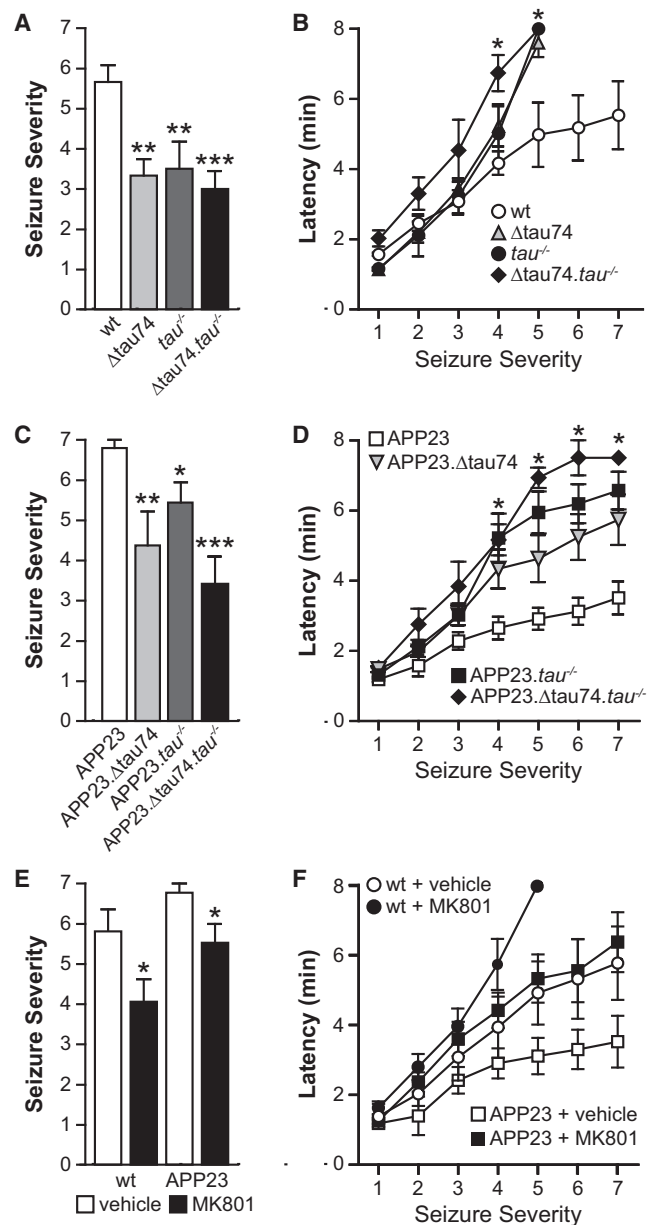 A
Seizure Severity
7
6
5
4
3
2
1
0
**
**
***
wt
Δtau74
tau-/-
Δtau74.tau-/-
B
Latency (min)
8
6
4
2
0
*
*
wt
Δtau74
tau-/-
Δtau74.tau-/-
1 2 3 4 5 6 7
Seizure Severity
C
Seizure Severity
7
6
5
4
3
2
1
0
**
*
***
APP23
APP23.Δtau74
APP23.tau-/-
APP23.Δtau74.tau-/-
D
Latency (min)
8
6
4
2
0
APP23
APP23.Δtau74
*
*
*
*
APP23.tau-/-
APP23.Δtau74.tau-/-
1 2 3 4 5 6 7
Seizure Severity
E
Seizure Severity
7
6
5
4
3
2
1
0
*
*
wt APP23
vehicle MK801
F
Latency (min)
8
6
4
2
0
wt + vehicle
wt + MK801
APP23 + vehicle
APP23 + MK801
1 2 3 4 5 6 7
Seizure Severity